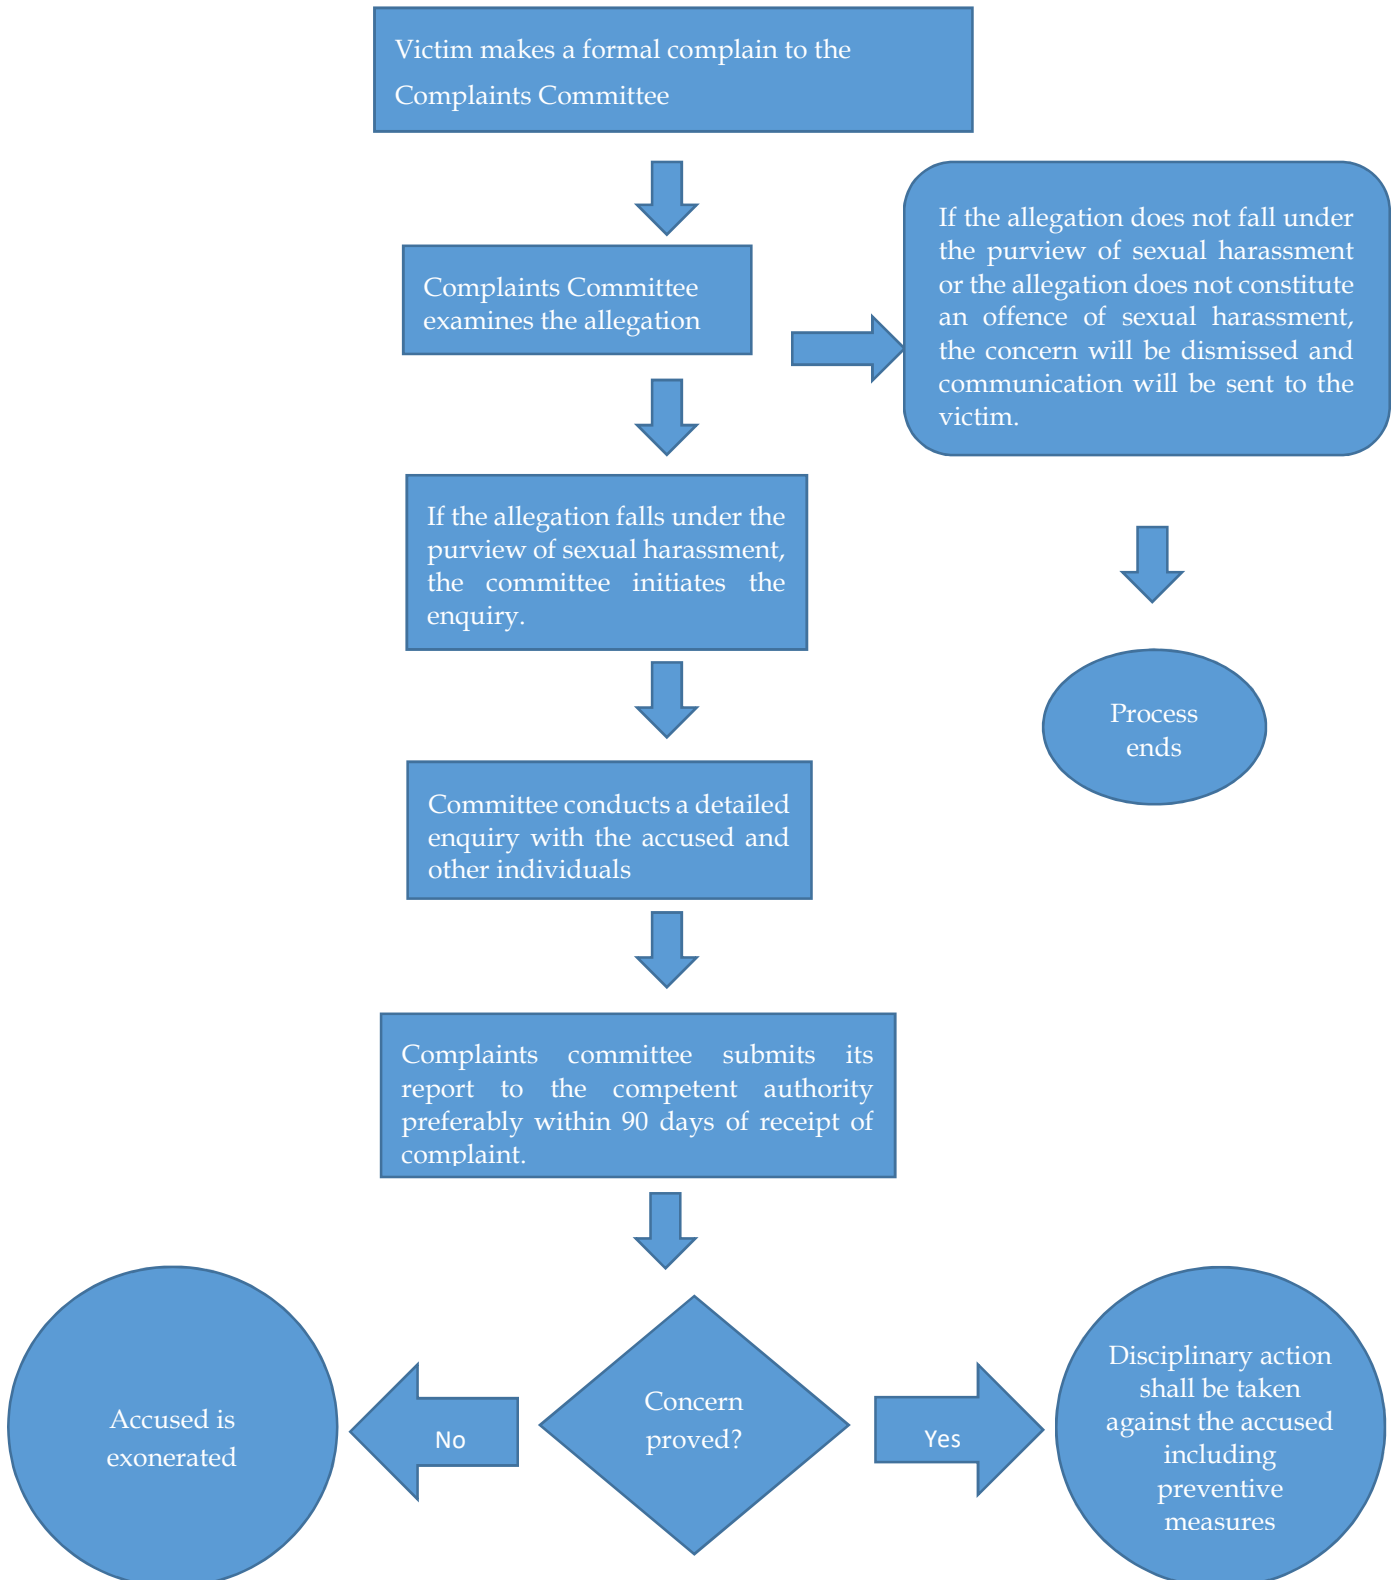 Victim makes a formal complain to the
Complaints Committee
Complaints Committee
examines the allegation
If the allegation does not fall under
the purview of sexual harassment
or the allegation does not constitute
an offence of sexual harassment,
the concern will be dismissed and
communication will be sent to the
victim.
If the allegation falls under the
purview of sexual harassment,
the committee initiates the
enquiry.
Process
ends
Committee conducts a detailed
enquiry with the accused and
other individuals
Complaints committee submits its
report to the competent authority
preferably within 90 days of receipt of
complaint.
Accused is
exonerated
No
Concern
proved?
Yes
Disciplinary action
shall be taken
against the accused
including
preventive
measures